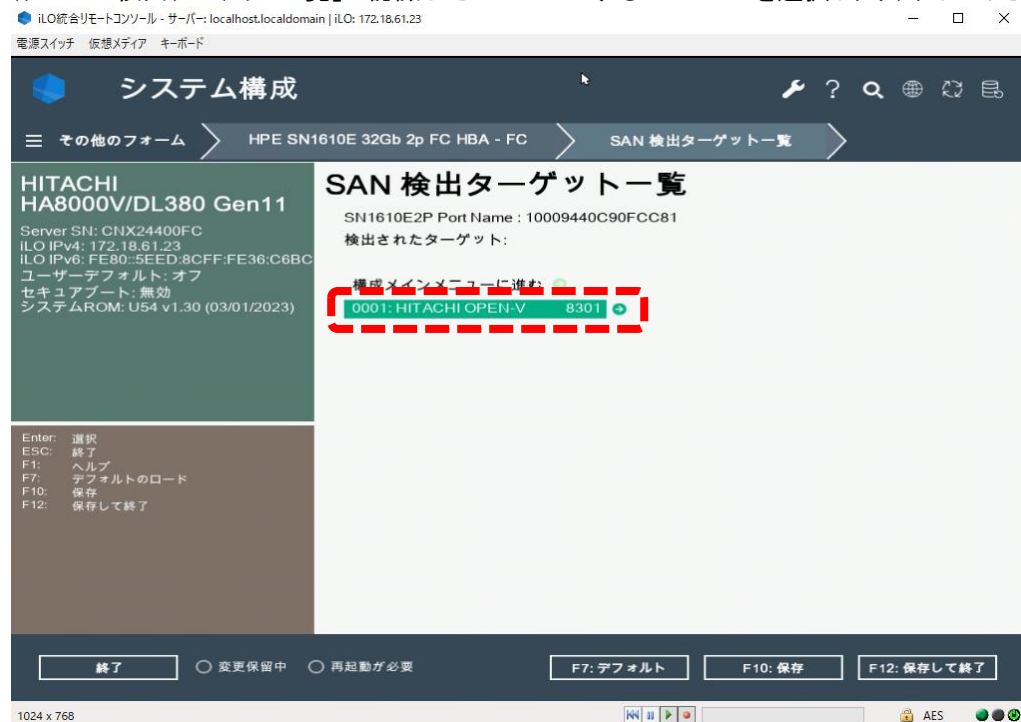 iLO統合リモートコンソール - サーバー: localhost.localdomain | iLO: 172.18.61.23
電源スイッチ 仮想メディア キーボード
システム構成
その他のフォーム
HPE SN1610E 32Gb 2p FC HBA - FC
SAN 検出ターゲット一覧
HITACHI
HA8000V/DL380 Gen11
Server SN: CNX24400FC
iLO IPv4: 172.18.61.23
iLO IPv6: FE80::5EED:8CFF:FE36:C6BC
ユーザーデフォルト: オフ
セキュアブート: 無効
システムROM: U54 v1.30 (03/01/2023)
SAN 検出ターゲット一覧
SN1610E2P Port Name : 10009440C90FCC81
検出されたターゲット:
構成メインメニューに進む
0001: HITACHI OPEN-V 8301
Enter: 選択
ESC: 終了
F1: ヘルプ
F7: デフォルトのロード
F10: 保存
F12: 保存して終了
終了
変更保留中
再起動が必要
F7: デフォルト
F10: 保存
F12: 保存して終了
1024 x 768
AES